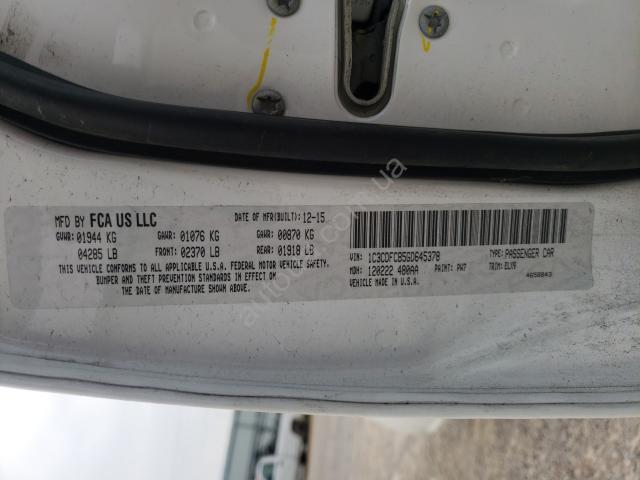 MFD BY FCA US LLC DATE OF MFR(BUILT): 12-15
GVWR: 01944 KG GAWR: 01076 KG GAWR: 00870 KG
04285 LB FRONT: 02370 LB REAR: 01918 LB
THIS VEHICLE CONFORMS TO ALL APPLICABLE U.S.A. FEDERAL MOTOR VEHICLE SAFETY,
BUMPER AND THEFT PREVENTION STANDARDS IN EFFECT ON
THE DATE OF MANUFACTURE SHOWN ABOVE.
VIN: 1C3CDFCB5GD645378 TYPE: PASSENGER CAR
MDH: 120222 480AA PAINT: PW7 TRIM: ELX9
VEHICLE MADE IN U.S.A. 4658843